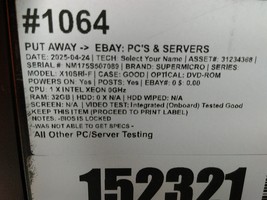 #1064
PUT AWAY -> EBAY: PC'S & SERVERS
DATE: 2025-04-24 | TECH: Select Your Name | ASSET#: 31234368 |
SERIAL #: NM175S507089 | BRAND: SUPERMICRO | SERIES
MODEL: X10SRI-F | CASE: GOOD | OPTICAL: DVD-ROM
POWERS ON: Yes | POSTS: Yes | EBAY# 0 $: 0.00
CPU: 1 X INTEL XEON 0GHz
RAM: 32GB | HDD: 0 X N/A | HDD WIPED: N/A
SCREEN: N/A | VIDEO TEST: Integrated (Onboard) Tested Good
KEEP THIS ITEM (PROCEED TO PRINT LABEL)
NOTES: -BIOS IS LOCKED
-WAS NOT ABLE TO GET SPECS -
All Other PC/Server Testing
152321